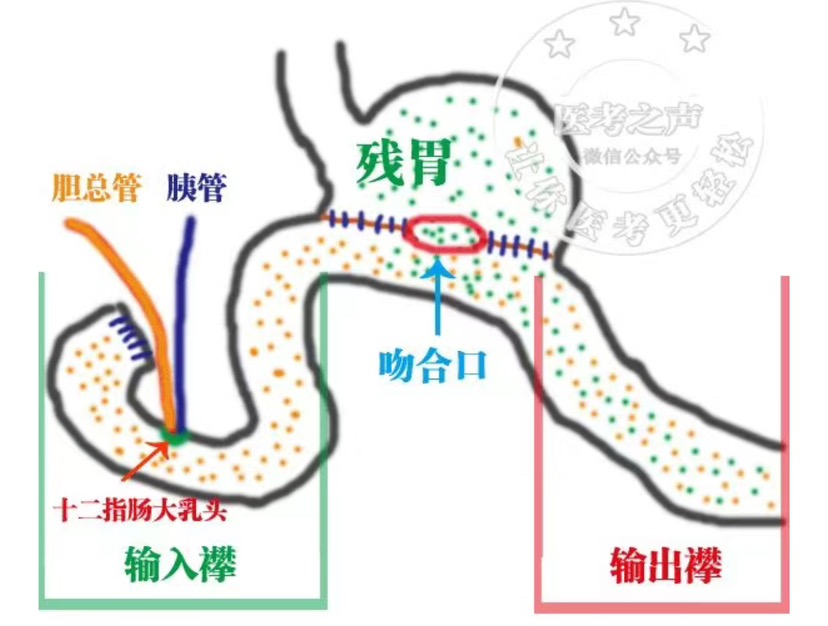 医考之声
微信公众号
让你医考更轻松
残胃
胆总管 胰管
吻合口
十二指肠大乳头
输入襻
输出襻